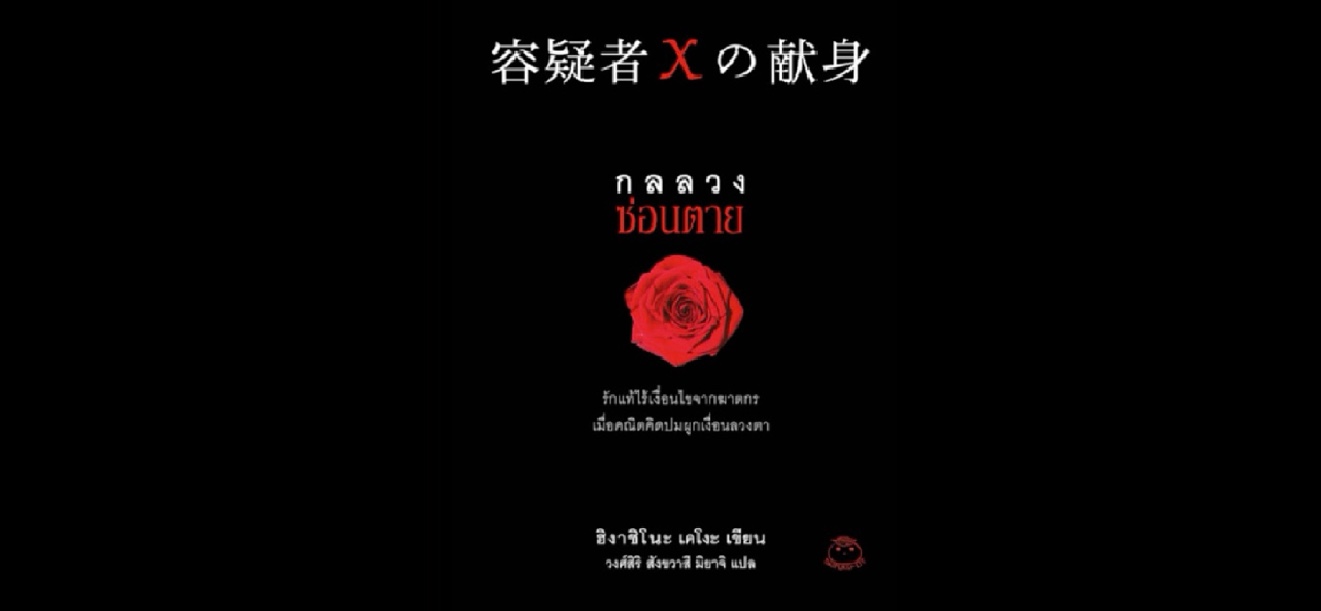 容疑者Xの献身
กลลวง
ซ่อนตาย
รักแท้ไร้เงื่อนไขจากฆาตกร
เมื่อคณิตคิดปมผูกเงื่อนลวงตา
ฮิงาชิโนะ เคโงะ เขียน
วงศ์สิริ สังขวาสี มิยาจิ แปล